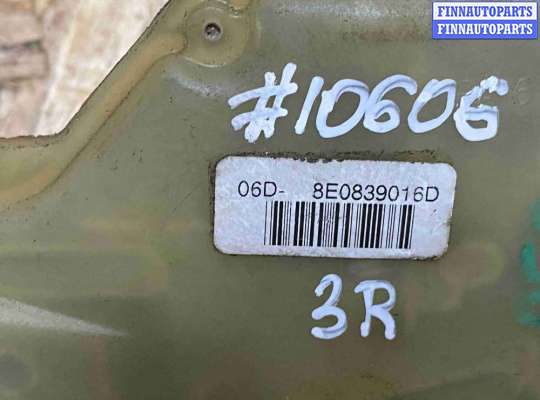 FINNAUTOPARTS
FINNAUTOPARTS
#10606
06D- 8E0839016D
3R